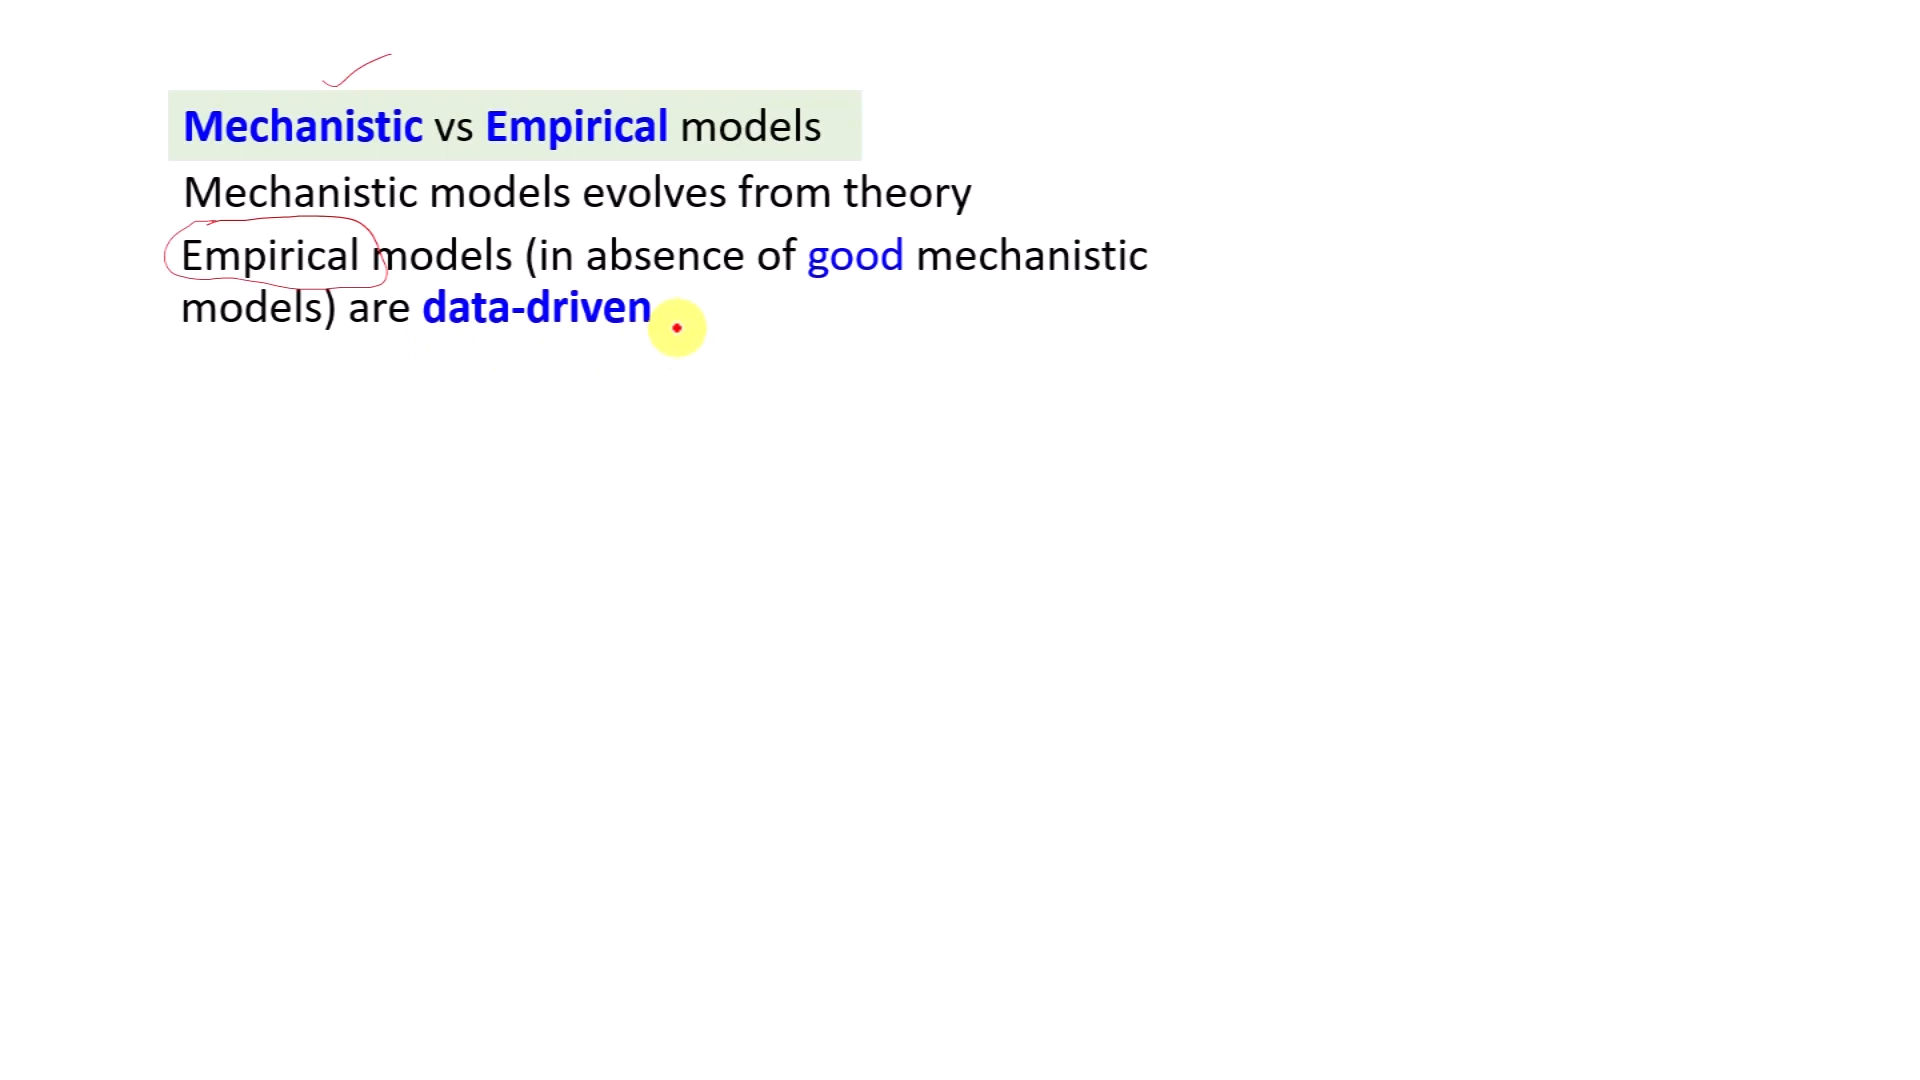 Mechanistic vs Empirical models
Mechanistic models evolves from theory
Empirical models (in absence of good mechanistic
models) are data-driven